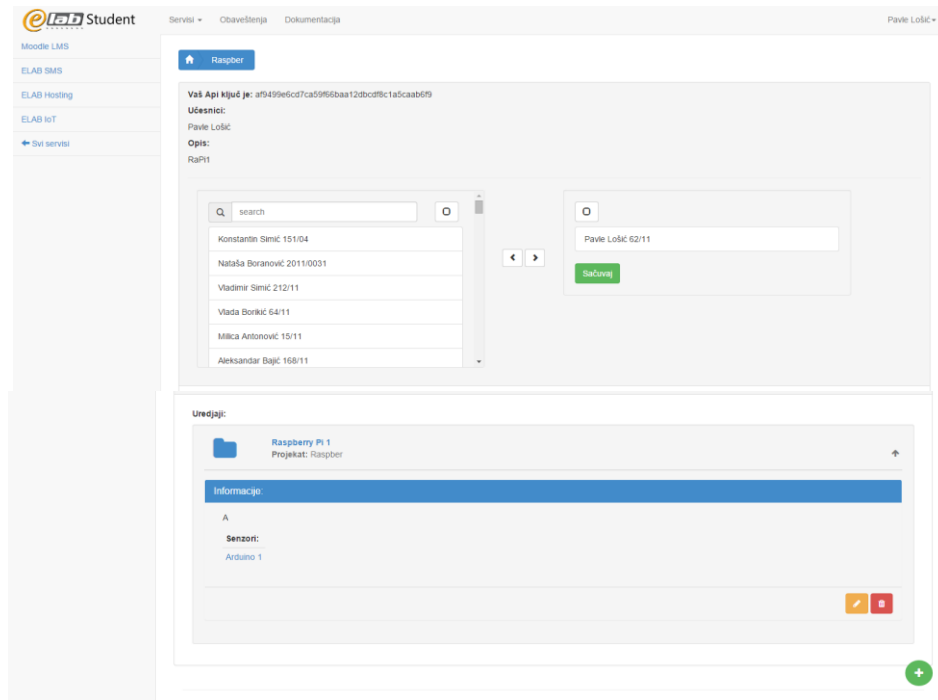 elab Student
Servisi
Obaveštenja
Dokumentacija
Pavle Lošić
Moodle LMS
ELAB SMS
ELAB Hosting
ELAB IoT
Svi servisi
Raspber
Vaš Api ključ je: af9499e6cd7ca59f66baa12dbcdf8c1a5caab6f9
Učesnici:
Pavle Lošić
Opis:
RaPi1
search
Konstantin Simić 151/04
Nataša Boranović 2011/0031
Vladimir Simić 212/11
Vlada Borikić 64/11
Milica Antonović 15/11
Aleksandar Bajić 168/11
Pavle Lošić 62/11
Sačuvaj
Uredjaji:
Raspberry Pi 1
Projekat: Raspber
Informacije:
A
Senzori:
Arduino 1